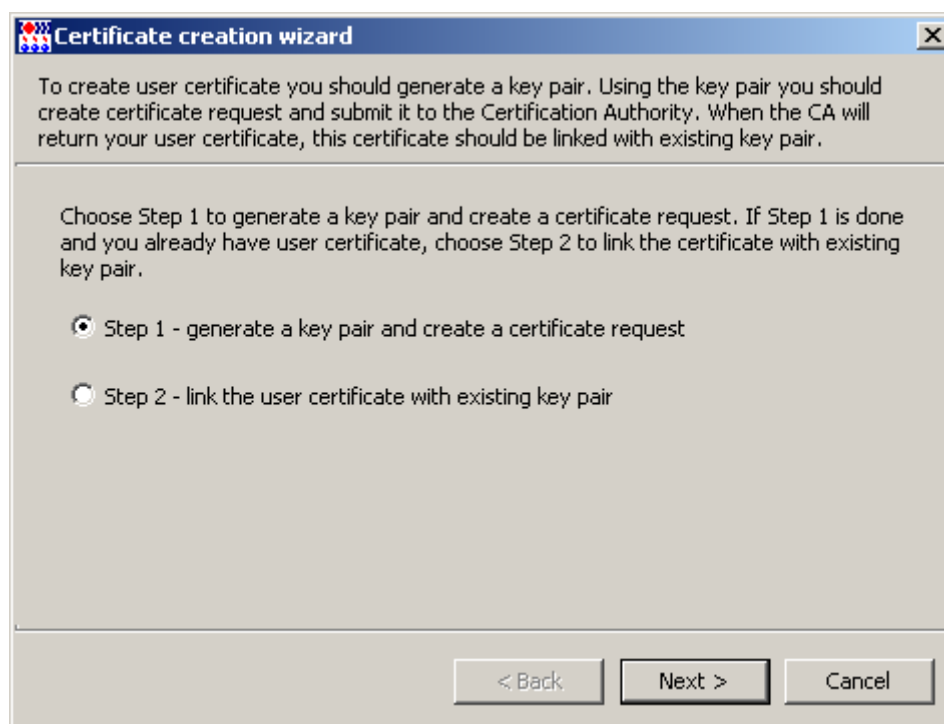 Certificate creation wizard
To create user certificate you should generate a key pair. Using the key pair you should
create certificate request and submit it to the Certification Authority. When the CA will
return your user certificate, this certificate should be linked with existing key pair.
Choose Step 1 to generate a key pair and create a certificate request. If Step 1 is done
and you already have user certificate, choose Step 2 to link the certificate with existing
key pair.
Step 1 - generate a key pair and create a certificate request
Step 2 - link the user certificate with existing key pair
< Back Next > Cancel